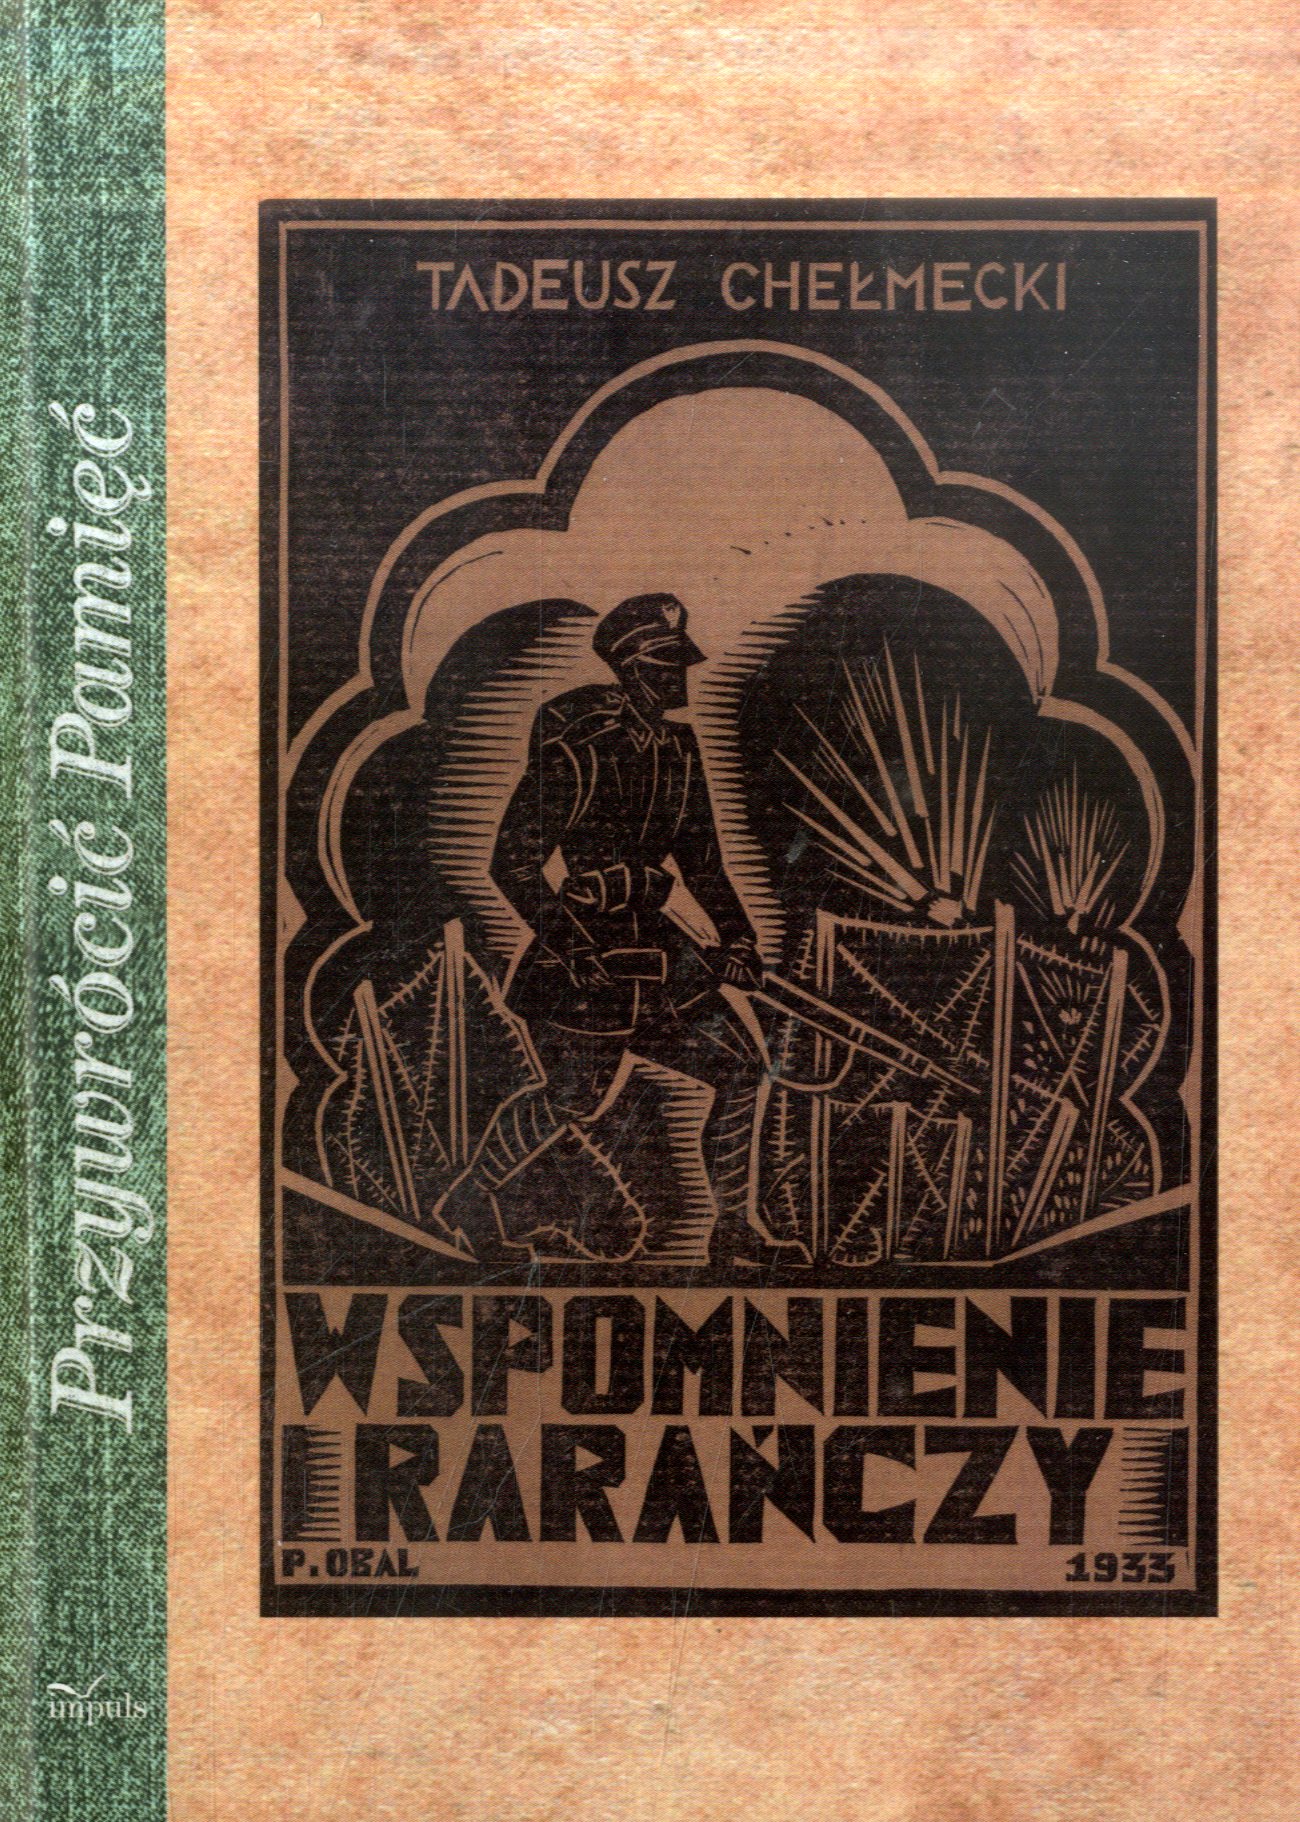 Przywrócić Pamięć
impuls
TADEUSZ CHEŁMECKI
WSPOMNIENIE
I RARAŃCZY
P. OBAL
1933